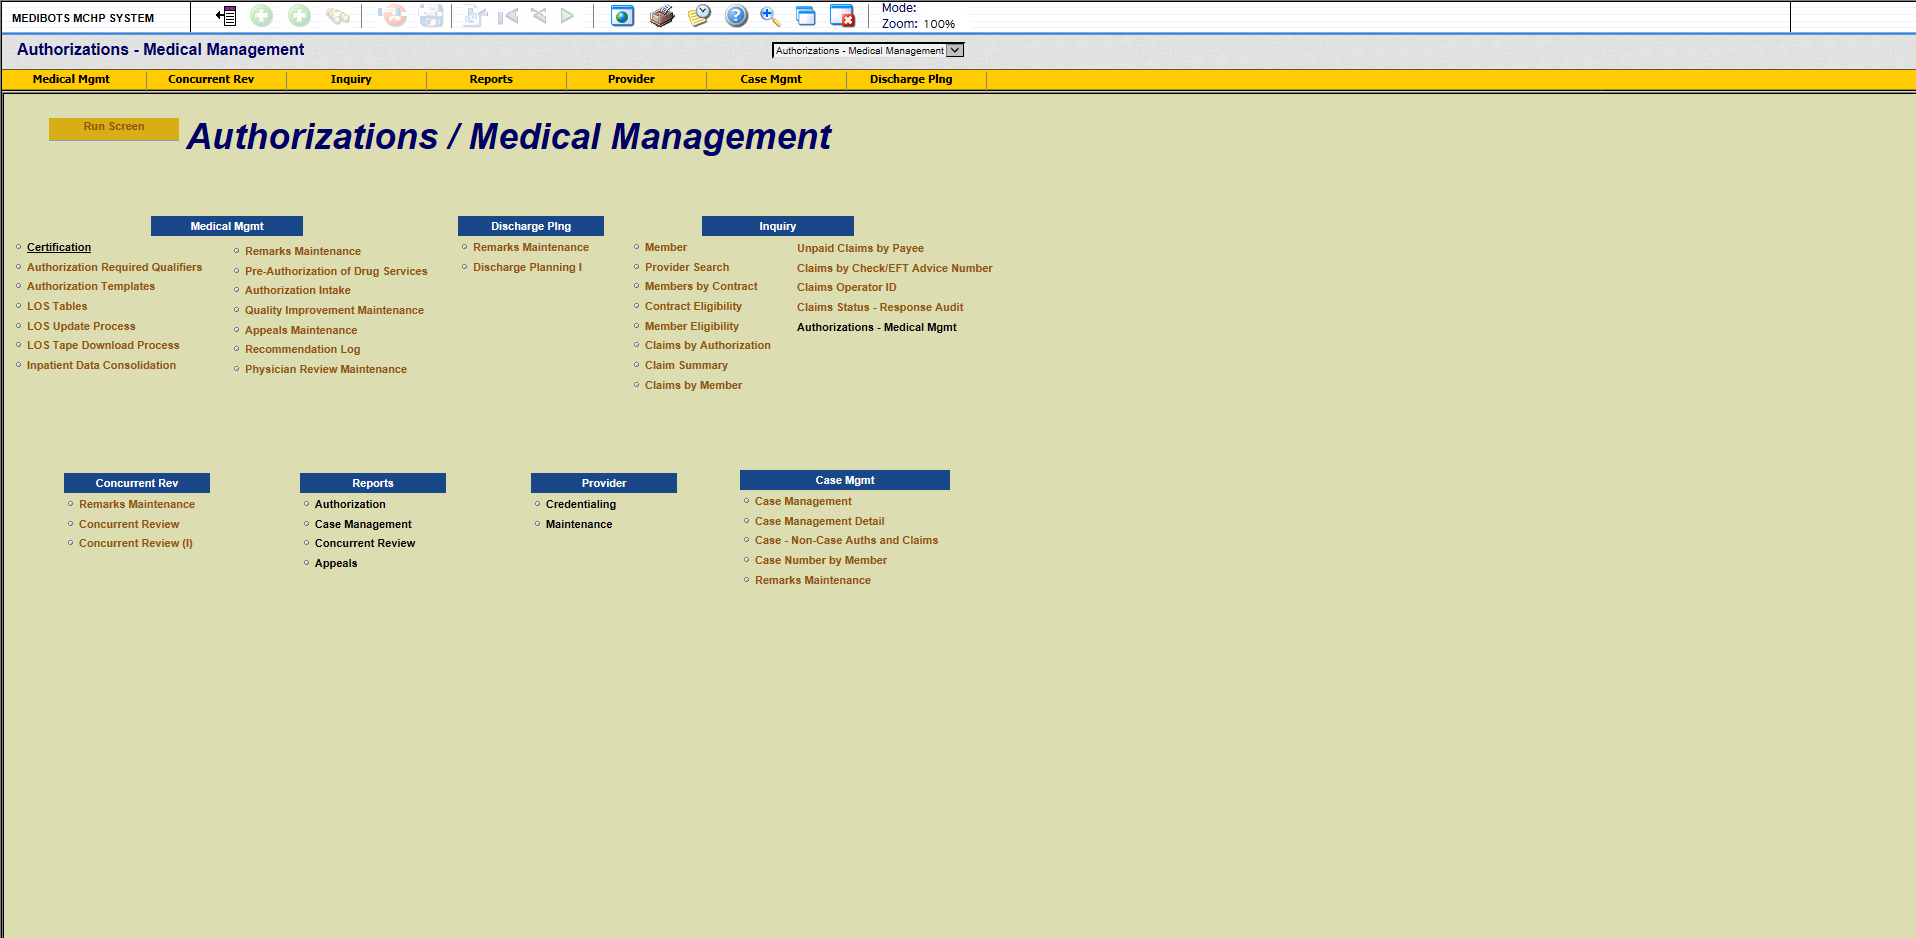 MEDIBOTS MCHP SYSTEM
Mode:
Zoom: 100%
Authorizations - Medical Management
Authorizations - Medical Management
Medical Mgmt
Concurrent Rev
Inquiry
Reports
Provider
Case Mgmt
Discharge Plng
Run Screen
Authorizations / Medical Management
Medical Mgmt
Certification
Authorization Required Qualifiers
Authorization Templates
LOS Tables
LOS Update Process
LOS Tape Download Process
Inpatient Data Consolidation
Remarks Maintenance
Pre-Authorization of Drug Services
Authorization Intake
Quality Improvement Maintenance
Appeals Maintenance
Recommendation Log
Physician Review Maintenance
Discharge Plng
Remarks Maintenance
Discharge Planning I
Inquiry
Member
Provider Search
Members by Contract
Contract Eligibility
Member Eligibility
Claims by Authorization
Claim Summary
Claims by Member
Unpaid Claims by Payee
Claims by Check/EFT Advice Number
Claims Operator ID
Claims Status - Response Audit
Authorizations - Medical Mgmt
Concurrent Rev
Remarks Maintenance
Concurrent Review
Concurrent Review (I)
Reports
Authorization
Case Management
Concurrent Review
Appeals
Provider
Credentialing
Maintenance
Case Mgmt
Case Management
Case Management Detail
Case - Non-Case Auths and Claims
Case Number by Member
Remarks Maintenance